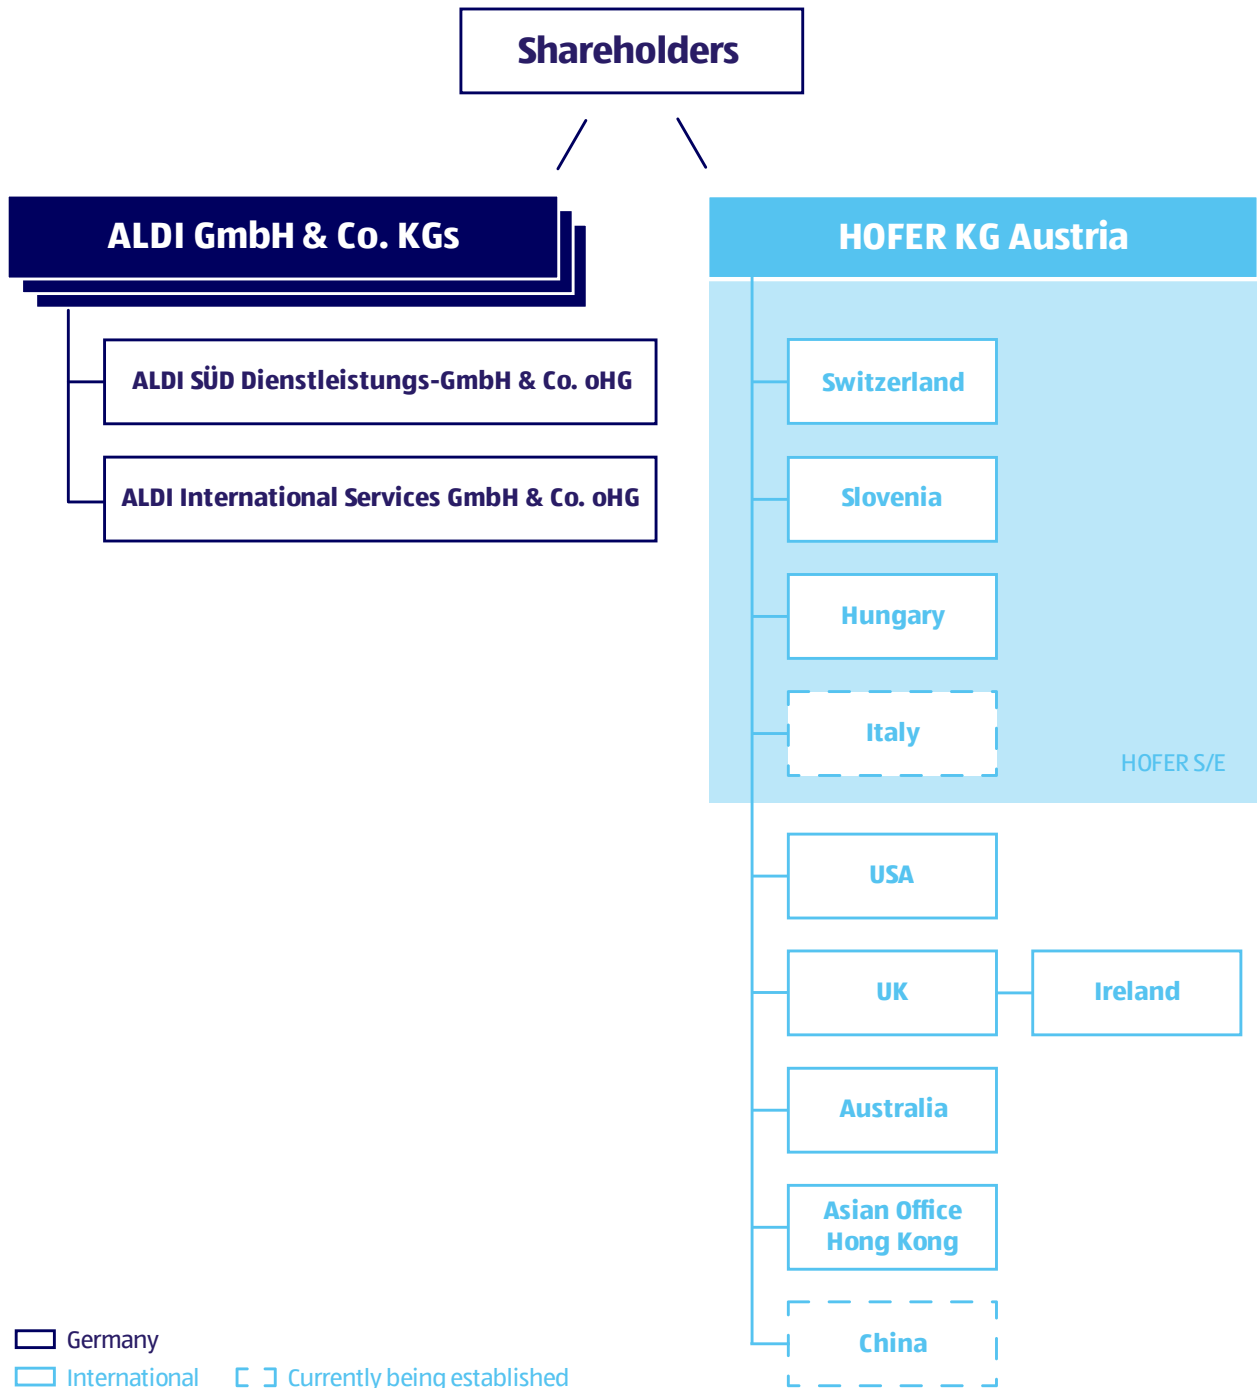 Shareholders
ALDI GmbH & Co. KGs
HOFER KG Austria
ALDI SÜD Dienstleistungs-GmbH & Co. oHG
ALDI International Services GmbH & Co. oHG
Switzerland
Slovenia
Hungary
Italy
HOFER S/E
USA
UK
Ireland
Australia
Asian Office
Hong Kong
China
Germany
International
Currently being established